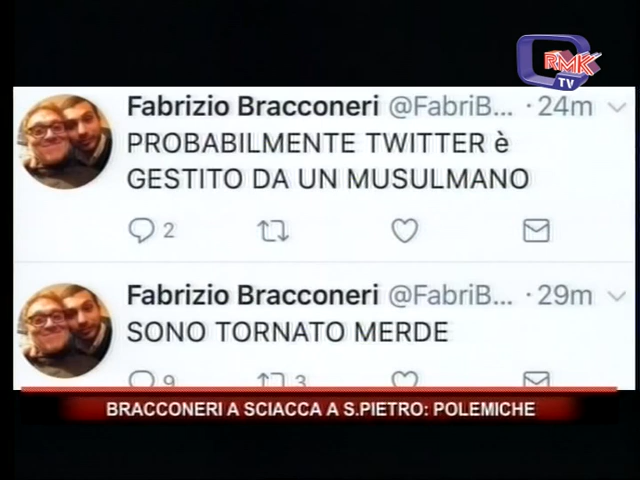 RMK
TV
Fabrizio Bracconeri @FabriB... · 24m
PROBABILMENTE TWITTER è
GESTITO DA UN MUSULMANO
2
Fabrizio Bracconeri @FabriB... · 29m
SONO TORNATO MERDE
9 3
BRACCONERI A SCIACCA A S.PIETRO: POLEMICHE